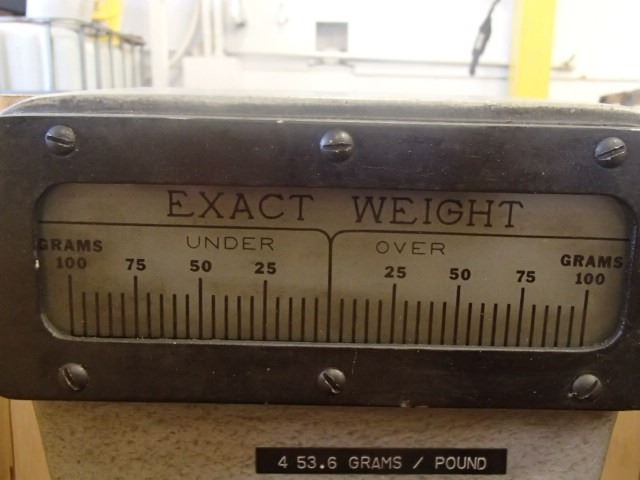 EXACT WEIGHT
UNDER OVER
GRAMS GRAMS
100 75 50 25 25 50 75 100
4 53.6 GRAMS / POUND